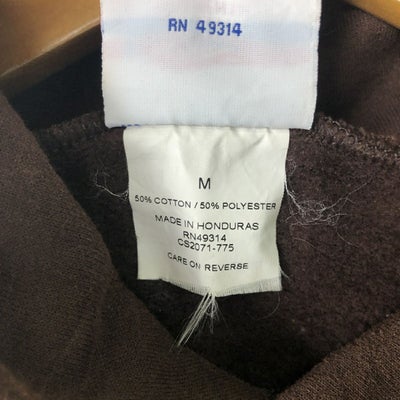 RN 49314
M
50% COTTON / 50% POLYESTER
MADE IN HONDURAS
RN49314
CS2071-775
CARE ON REVERSE